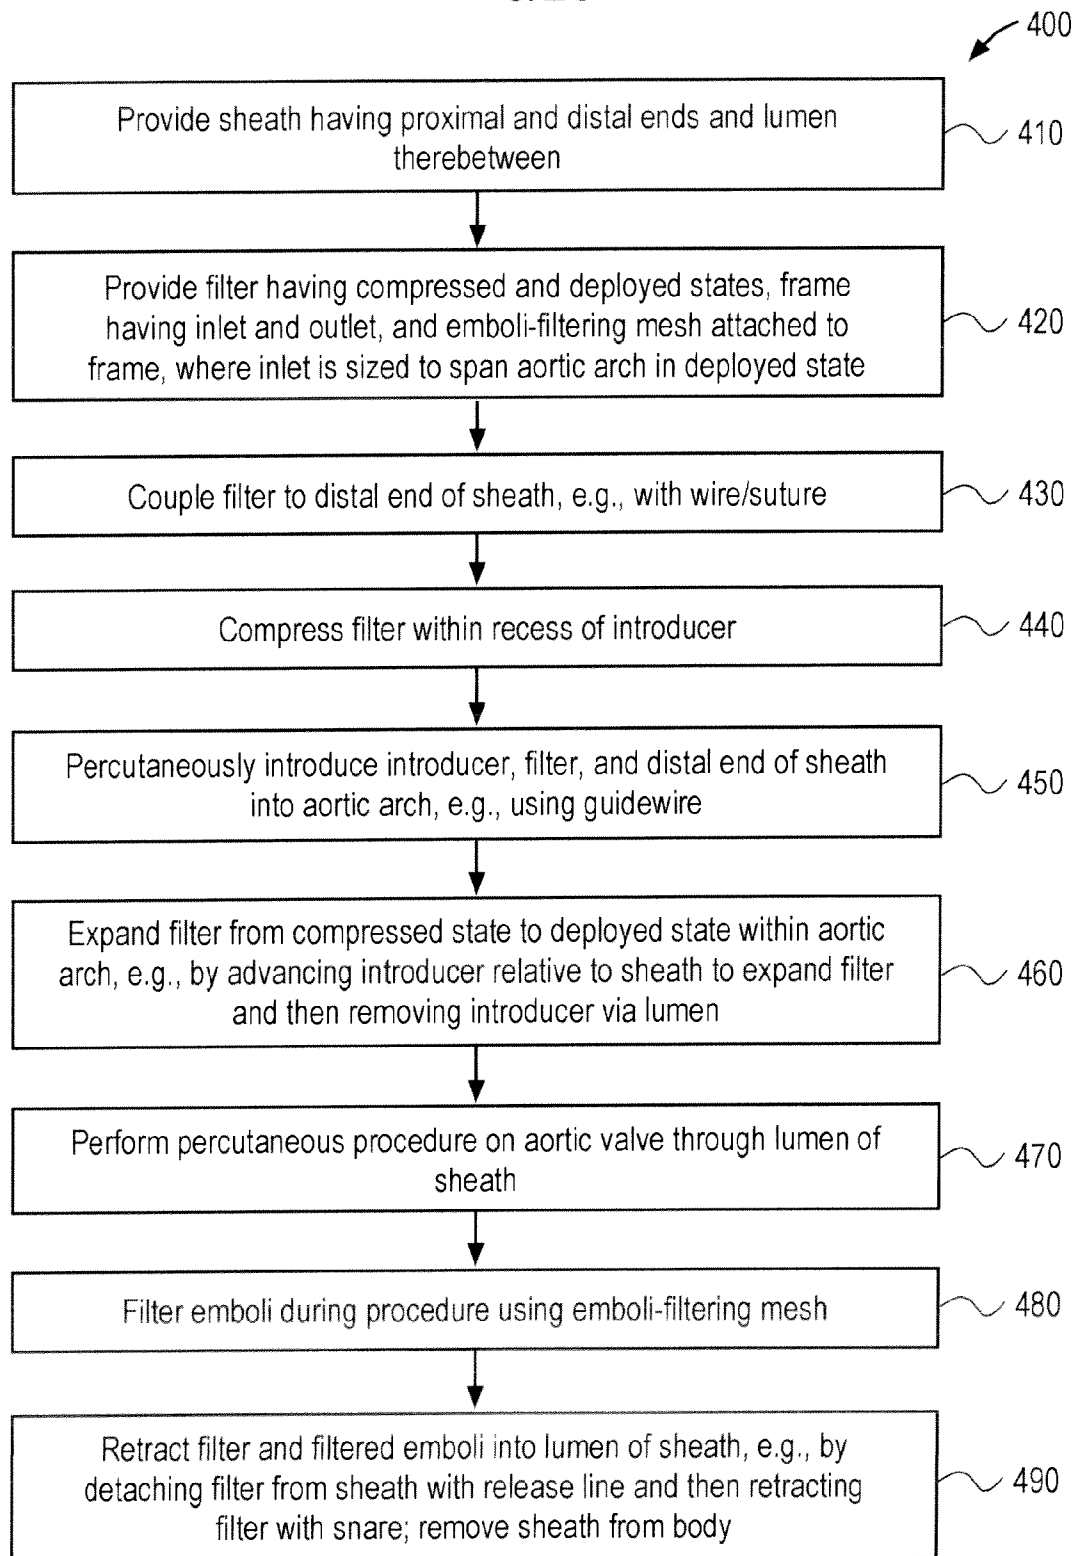 400
Provide sheath having proximal and distal ends and lumen
therebetween
410
Provide filter having compressed and deployed states, frame
having inlet and outlet, and emboli-filtering mesh attached to
frame, where inlet is sized to span aortic arch in deployed state
420
Couple filter to distal end of sheath, e.g., with wire/suture
430
Compress filter within recess of introducer
440
Percutaneously introduce introducer, filter, and distal end of sheath
into aortic arch, e.g., using guidewire
450
Expand filter from compressed state to deployed state within aortic
arch, e.g., by advancing introducer relative to sheath to expand filter
and then removing introducer via lumen
460
Perform percutaneous procedure on aortic valve through lumen of
sheath
470
Filter emboli during procedure using emboli-filtering mesh
480
Retract filter and filtered emboli into lumen of sheath, e.g., by
detaching filter from sheath with release line and then retracting
filter with snare; remove sheath from body
490